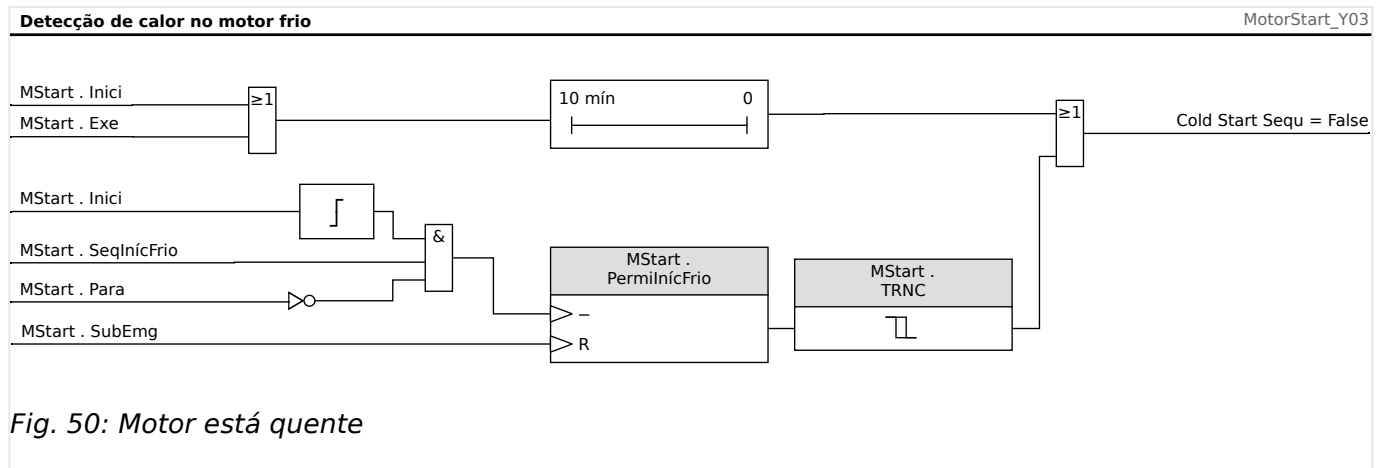 Detecção de calor no motor frio
MotorStart_Y03
MStart . Inici
MStart . Exe
≥1
10 mín 0
≥1
Cold Start Sequ = False
MStart . Inici
MStart . SeqInícFrio
MStart . Para
MStart . SubEmg
&
MStart .
PermiInícFrio
–
R
MStart .
TRNC
Fig. 50: Motor está quente